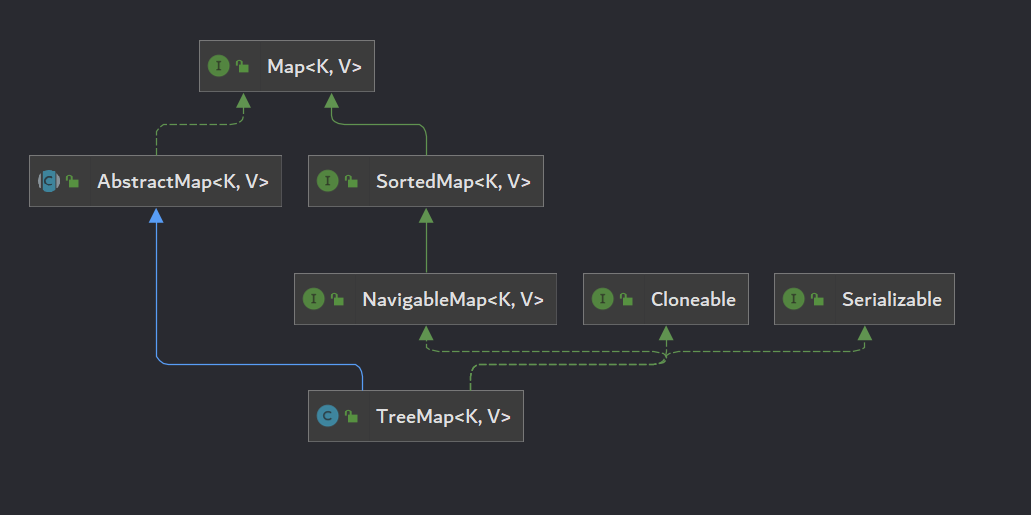 I Map<K, V>
C AbstractMap<K, V>
I SortedMap<K, V>
I NavigableMap<K, V>
I Cloneable
I Serializable
C TreeMap<K, V>